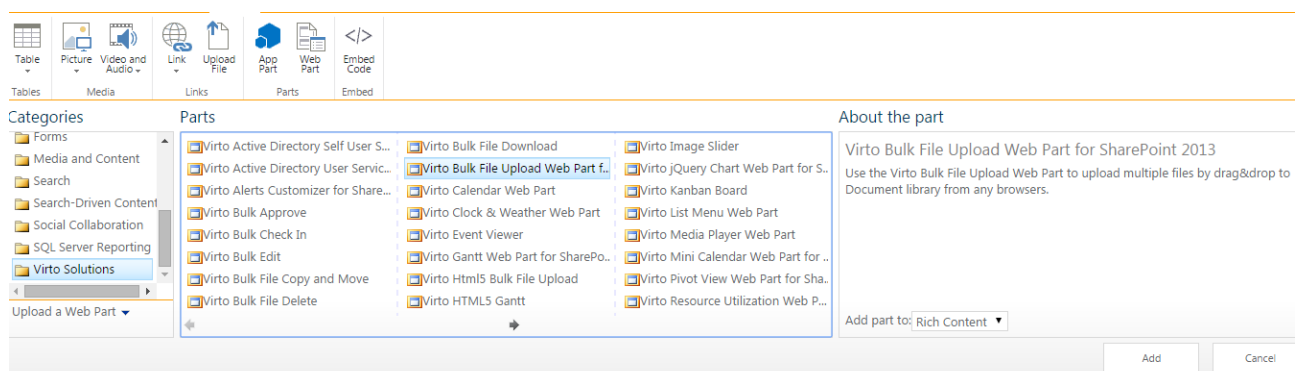 Table
Picture
Video and
Audio
Link
Upload
File
App
Part
Web
Part
</>
Embed
Code
Tables
Media
Links
Parts
Embed
Categories
Forms
Media and Content
Search
Search-Driven Content
Social Collaboration
SQL Server Reporting
Virto Solutions
Upload a Web Part
Parts
Virto Active Directory Self User S...
Virto Active Directory User Servic...
Virto Alerts Customizer for Share...
Virto Bulk Approve
Virto Bulk Check In
Virto Bulk Edit
Virto Bulk File Copy and Move
Virto Bulk File Delete
Virto Bulk File Download
Virto Bulk File Upload Web Part f...
Virto Calendar Web Part
Virto Clock & Weather Web Part
Virto Event Viewer
Virto Gantt Web Part for SharePo...
Virto Html5 Bulk File Upload
Virto HTML5 Gantt
Virto Image Slider
Virto jQuery Chart Web Part for S...
Virto Kanban Board
Virto List Menu Web Part
Virto Media Player Web Part
Virto Mini Calendar Web Part for ...
Virto Pivot View Web Part for Sha...
Virto Resource Utilization Web P...
About the part
Virto Bulk File Upload Web Part for SharePoint 2013
Use the Virto Bulk File Upload Web Part to upload multiple files by drag&drop to
Document library from any browsers.
Add part to: Rich Content
Add
Cancel